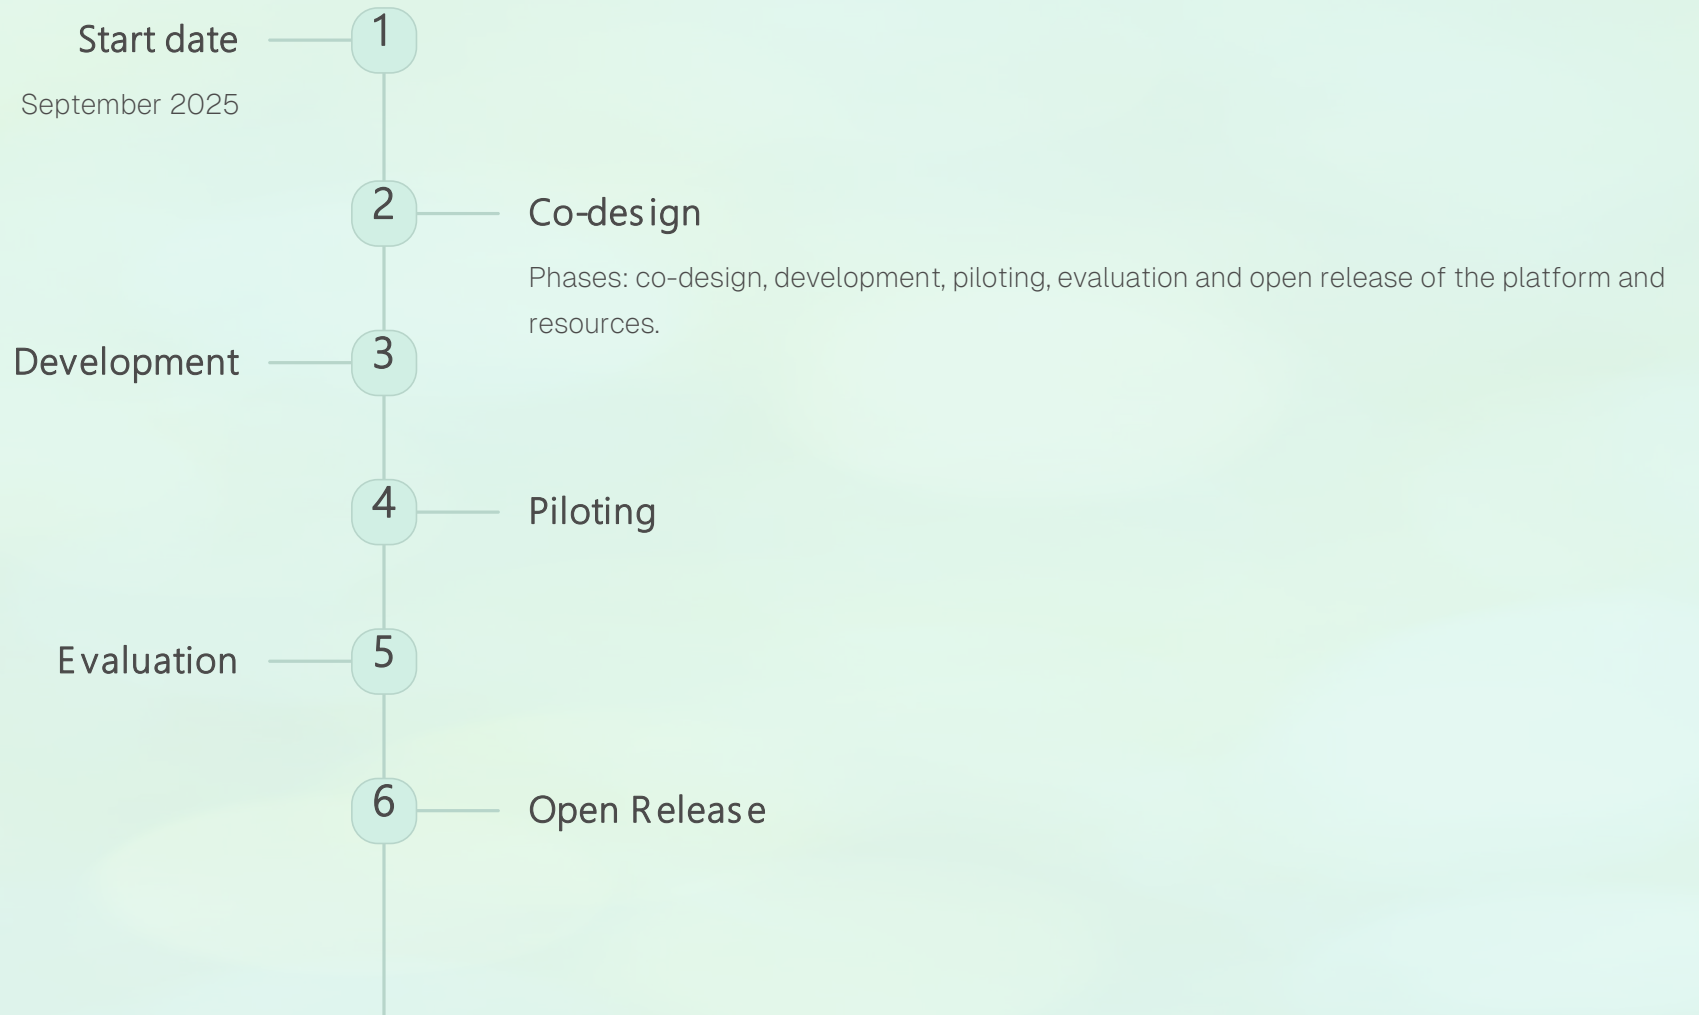 Start date
1
September 2025
2
Co-design
Phases: co-design, development, piloting, evaluation and open release of the platform and
resources.
Development
3
4
Piloting
Evaluation
5
6
Open Release